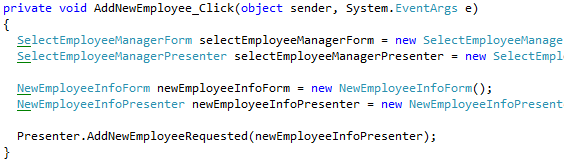 private void AddNewEmployee_Click(object sender, System.EventArgs e)
{
SelectEmployeeManagerForm selectEmployeeManagerForm = new SelectEmployeeManage
SelectEmployeeManagerPresenter selectEmployeeManagerPresenter = new SelectEmpl
NewEmployeeInfoForm newEmployeeInfoForm = new NewEmployeeInfoForm();
NewEmployeeInfoPresenter newEmployeeInfoPresenter = new NewEmployeeInfoPresent
Presenter.AddNewEmployeeRequested(newEmployeeInfoPresenter);
}